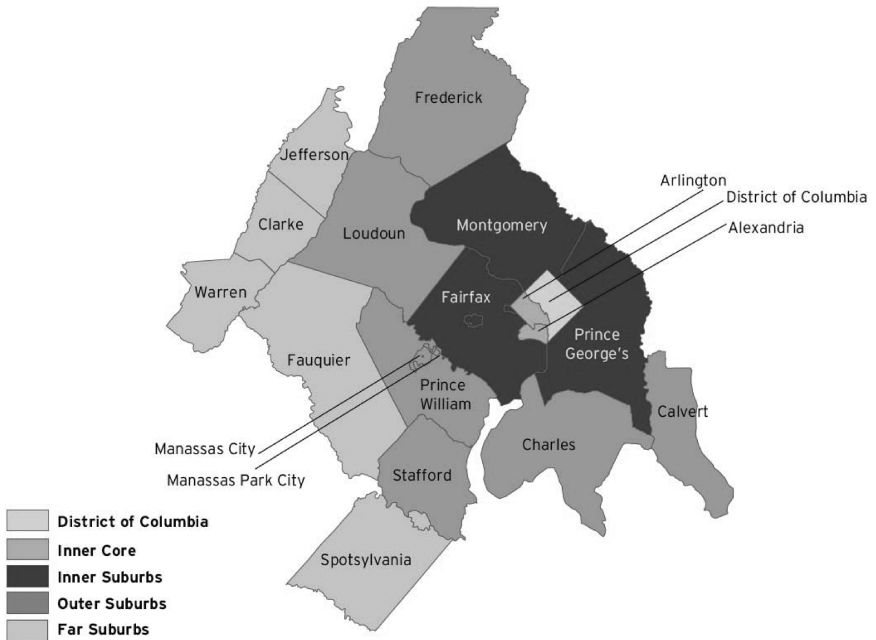 Frederick
Jefferson
Arlington
District of Columbia
Clarke
Montgomery
Alexandria
Loudoun
Warren
Fairfax
Prince
George's
Fauquier
Prince
William
Calvert
Manassas City
Charles
Manassas Park City
Stafford
District of Columbia
Inner Core
Spotsylvania
Inner Suburbs
Outer Suburbs
Far Suburbs